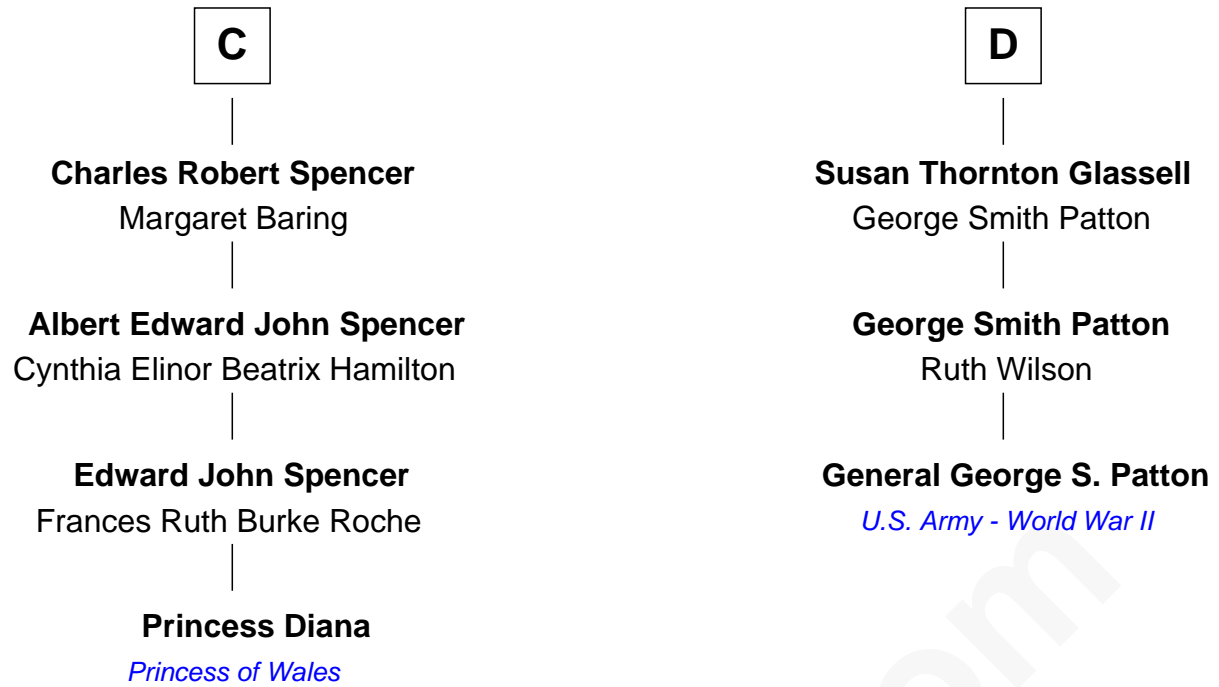 C
Charles Robert Spencer
Margaret Baring
Albert Edward John Spencer
Cynthia Elinor Beatrix Hamilton
Edward John Spencer
Frances Ruth Burke Roche
Princess Diana
Princess of Wales
D
Susan Thornton Glassell
George Smith Patton
George Smith Patton
Ruth Wilson
General George S. Patton
U.S. Army - World War II
om